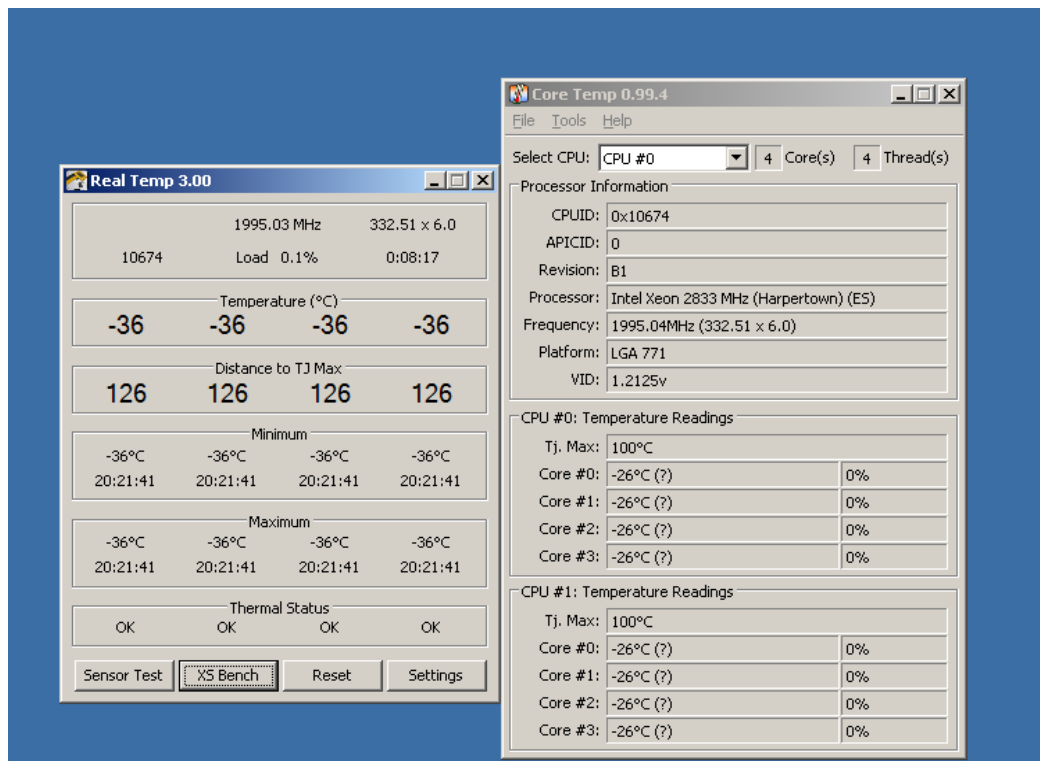 Real Temp 3.00
1995.03 MHz 332.51 x 6.0
10674 Load 0.1% 0:08:17
Temperature (°C)
-36 -36 -36 -36
Distance to TJ Max
126 126 126 126
Minimum
-36°C -36°C -36°C -36°C
20:21:41 20:21:41 20:21:41 20:21:41
Maximum
-36°C -36°C -36°C -36°C
20:21:41 20:21:41 20:21:41 20:21:41
Thermal Status
OK OK OK OK
Sensor Test XS Bench Reset Settings
Core Temp 0.99.4
File Tools Help
Select CPU: CPU #0 4 Core(s) 4 Thread(s)
Processor Information
CPUID: 0x10674
APICID: 0
Revision: B1
Processor: Intel Xeon 2833 MHz (Harpertown) (ES)
Frequency: 1995.04MHz (332.51 x 6.0)
Platform: LGA 771
VID: 1.2125v
CPU #0: Temperature Readings
Tj. Max: 100°C
Core #0: -26°C (?) 0%
Core #1: -26°C (?) 0%
Core #2: -26°C (?) 0%
Core #3: -26°C (?) 0%
CPU #1: Temperature Readings
Tj. Max: 100°C
Core #0: -26°C (?) 0%
Core #1: -26°C (?) 0%
Core #2: -26°C (?) 0%
Core #3: -26°C (?) 0%